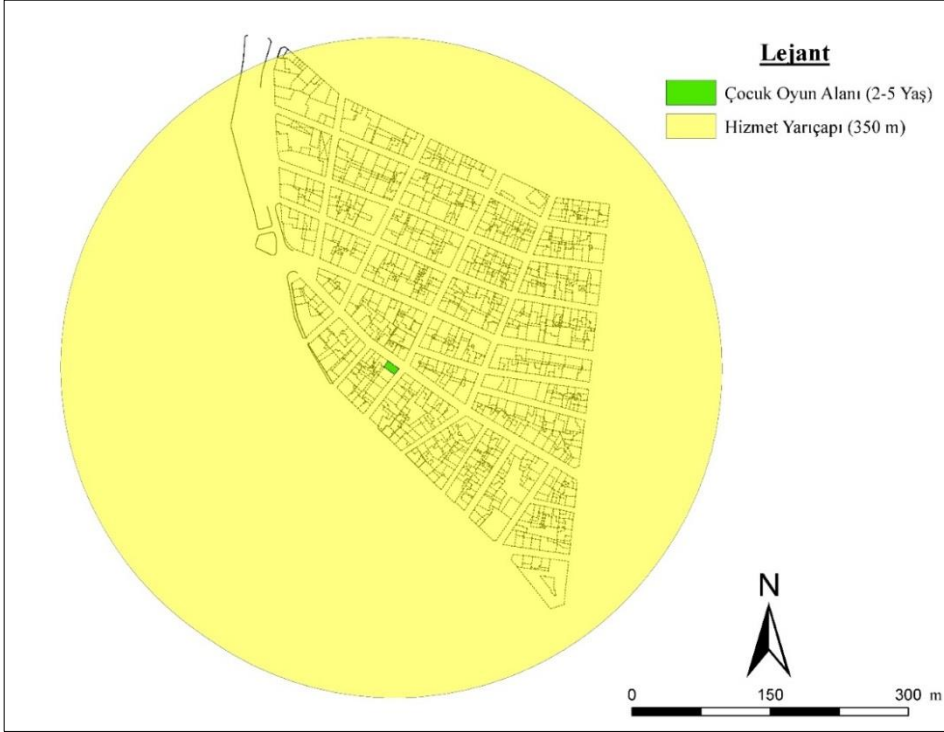 Lejant
Çocuk Oyun Alanı (2-5 Yaş)
Hizmet Yarıçapı (350 m)
N
0 150 300 m